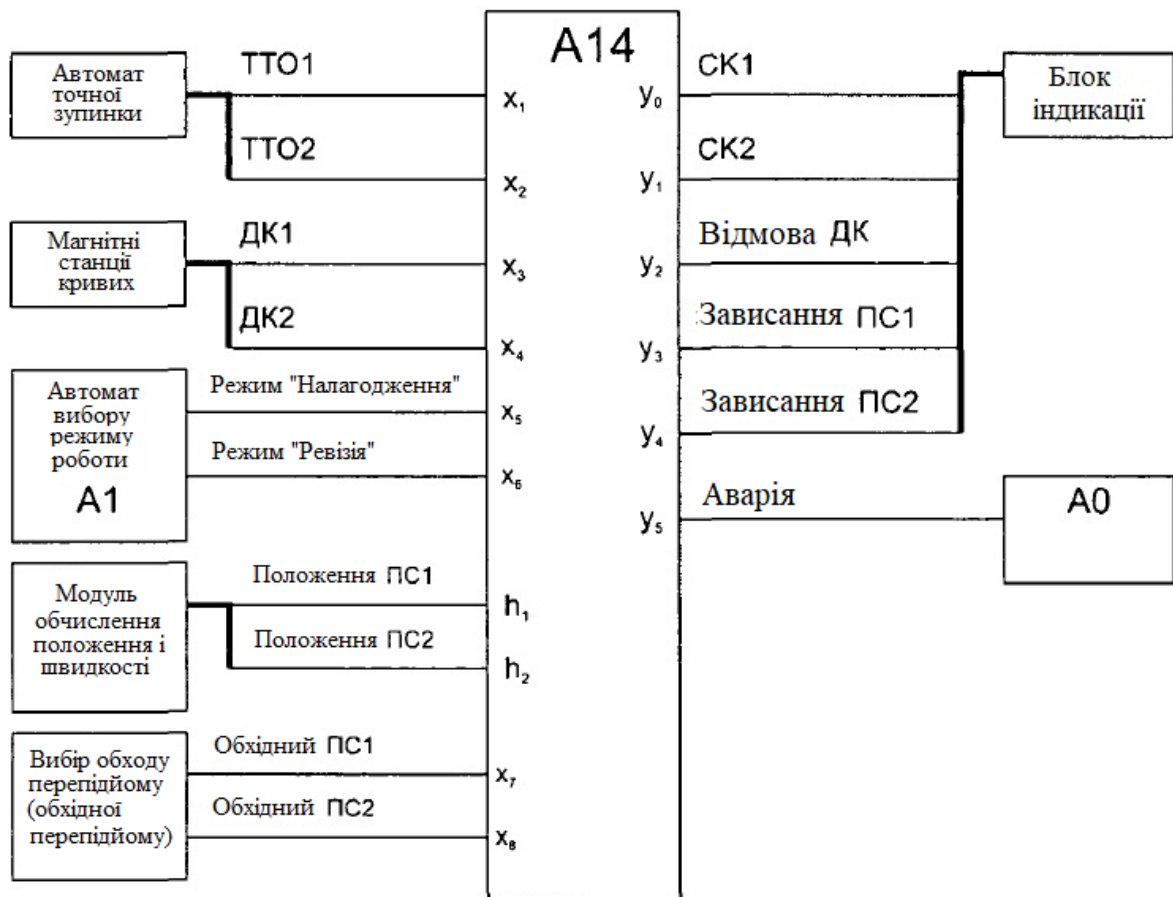 A14
Автомат
точної
зупинки
ТТО1
x₁
ТТО2
x₂
Магнітні
станції
кривих
ДК1
x₃
ДК2
x₄
Автомат
вибору
режиму
роботи
A1
Режим "Налагодження"
x₅
Режим "Ревізія"
x₆
Модуль
обчислення
положення і
швидкості
Положення ПС1
h₁
Положення ПС2
h₂
Вибір обходу
перепідйому
(обхідної
перепідйому)
Обхідний ПС1
x₇
Обхідний ПС2
x₈
y₀
СК1
y₁
СК2
y₂
Відмова ДК
y₃
Зависання ПС1
y₄
Зависання ПС2
y₅
Аварія
Блок
індикації
A0